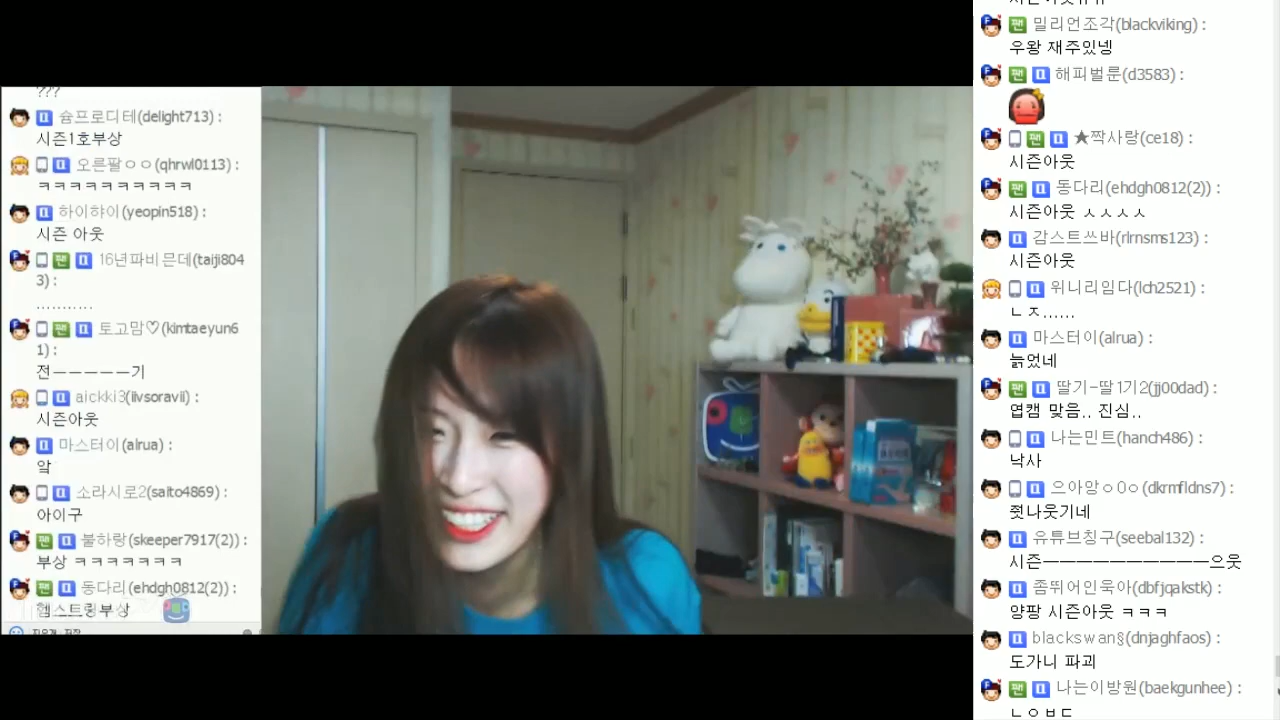 ???
슘프로디테(delight713) :
시즌1호부상
오른팔ㅇㅇ(qhrwl0113) :
ㅋㅋㅋㅋㅋㅋㅋㅋㅋㅋ
하이햐이(yeopin518) :
시즌 아웃
16년파비믄데(taiji804
3) :
...........
토고맘♡(kimtaeyun6
1) :
전ㅡㅡㅡㅡㅡ기
aickki3(iivsoravii) :
시즌아웃
마스터이(airua) :
악
소라시로2(saito4869) :
아이구
불하랑(skeeper7917(2)) :
부상 ㅋㅋㅋㅋㅋㅋㅋ
동다리(ehdgh0812(2)) :
햄스트링부상
밀리언조각(blackviking) :
우왕 재주있넹
해피벌룬(d3583) :
★짝사랑(ce18) :
시즌아웃
동다리(ehdgh0812(2)) :
시즌아웃 ㅅㅅㅅㅅ
감스트쓰바(rlrnsms123) :
시즌아웃
위니리임다(lch2521) :
ㄴㅈ......
마스터이(airua) :
늙었네
딸기-딸1기2(jj00dad) :
엽캠 맞음.. 진심..
나는민트(hanch486) :
낙사
으아앙ㅇ0ㅇ(dkrmfldns7) :
쥣나웃기네
유튜브칭구(seebal132) :
시즌ㅡㅡㅡㅡㅡㅡㅡㅡㅡㅡ으웃
좀뛰어인욱아(dbfjqakstk) :
양팡 시즌아웃 ㅋㅋㅋ
blackswan§(dnjaghfaos) :
도가니 파괴
나는이방원(baekgunhee) :
ㄴㅇㅂㄷ